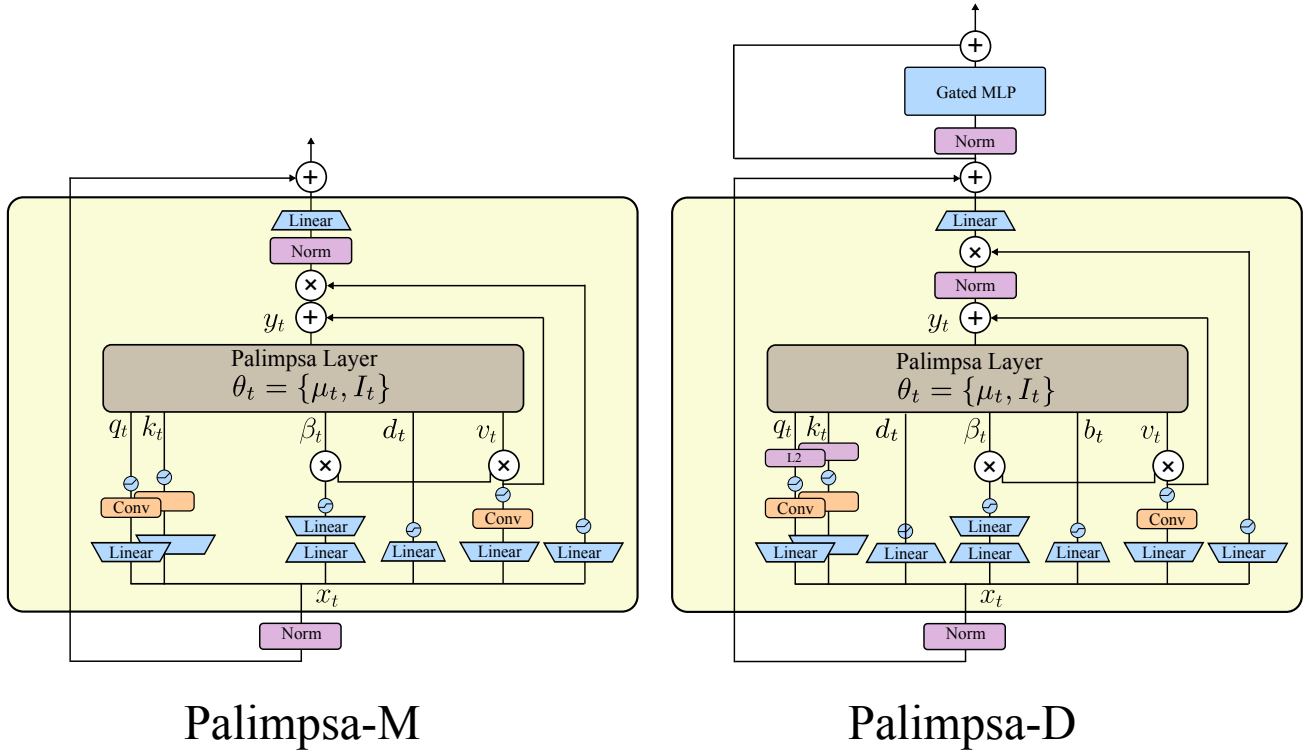 Linear
Norm
×
+
y_t
Palimpsa Layer
θ_t = {μ_t, I_t}
q_t k_t β_t d_t v_t
× ×
Conv Conv
Linear
Linear Linear Linear Linear Linear
x_t
Norm
+
Palimpsa-M
+
Gated MLP
Norm
+
Linear
×
Norm
y_t +
Palimpsa Layer
θ_t = {μ_t, I_t}
q_t k_t d_t β_t b_t v_t
L2 × ×
Conv Conv
Linear
Linear Linear Linear Linear Linear Linear
x_t
Norm
Palimpsa-D